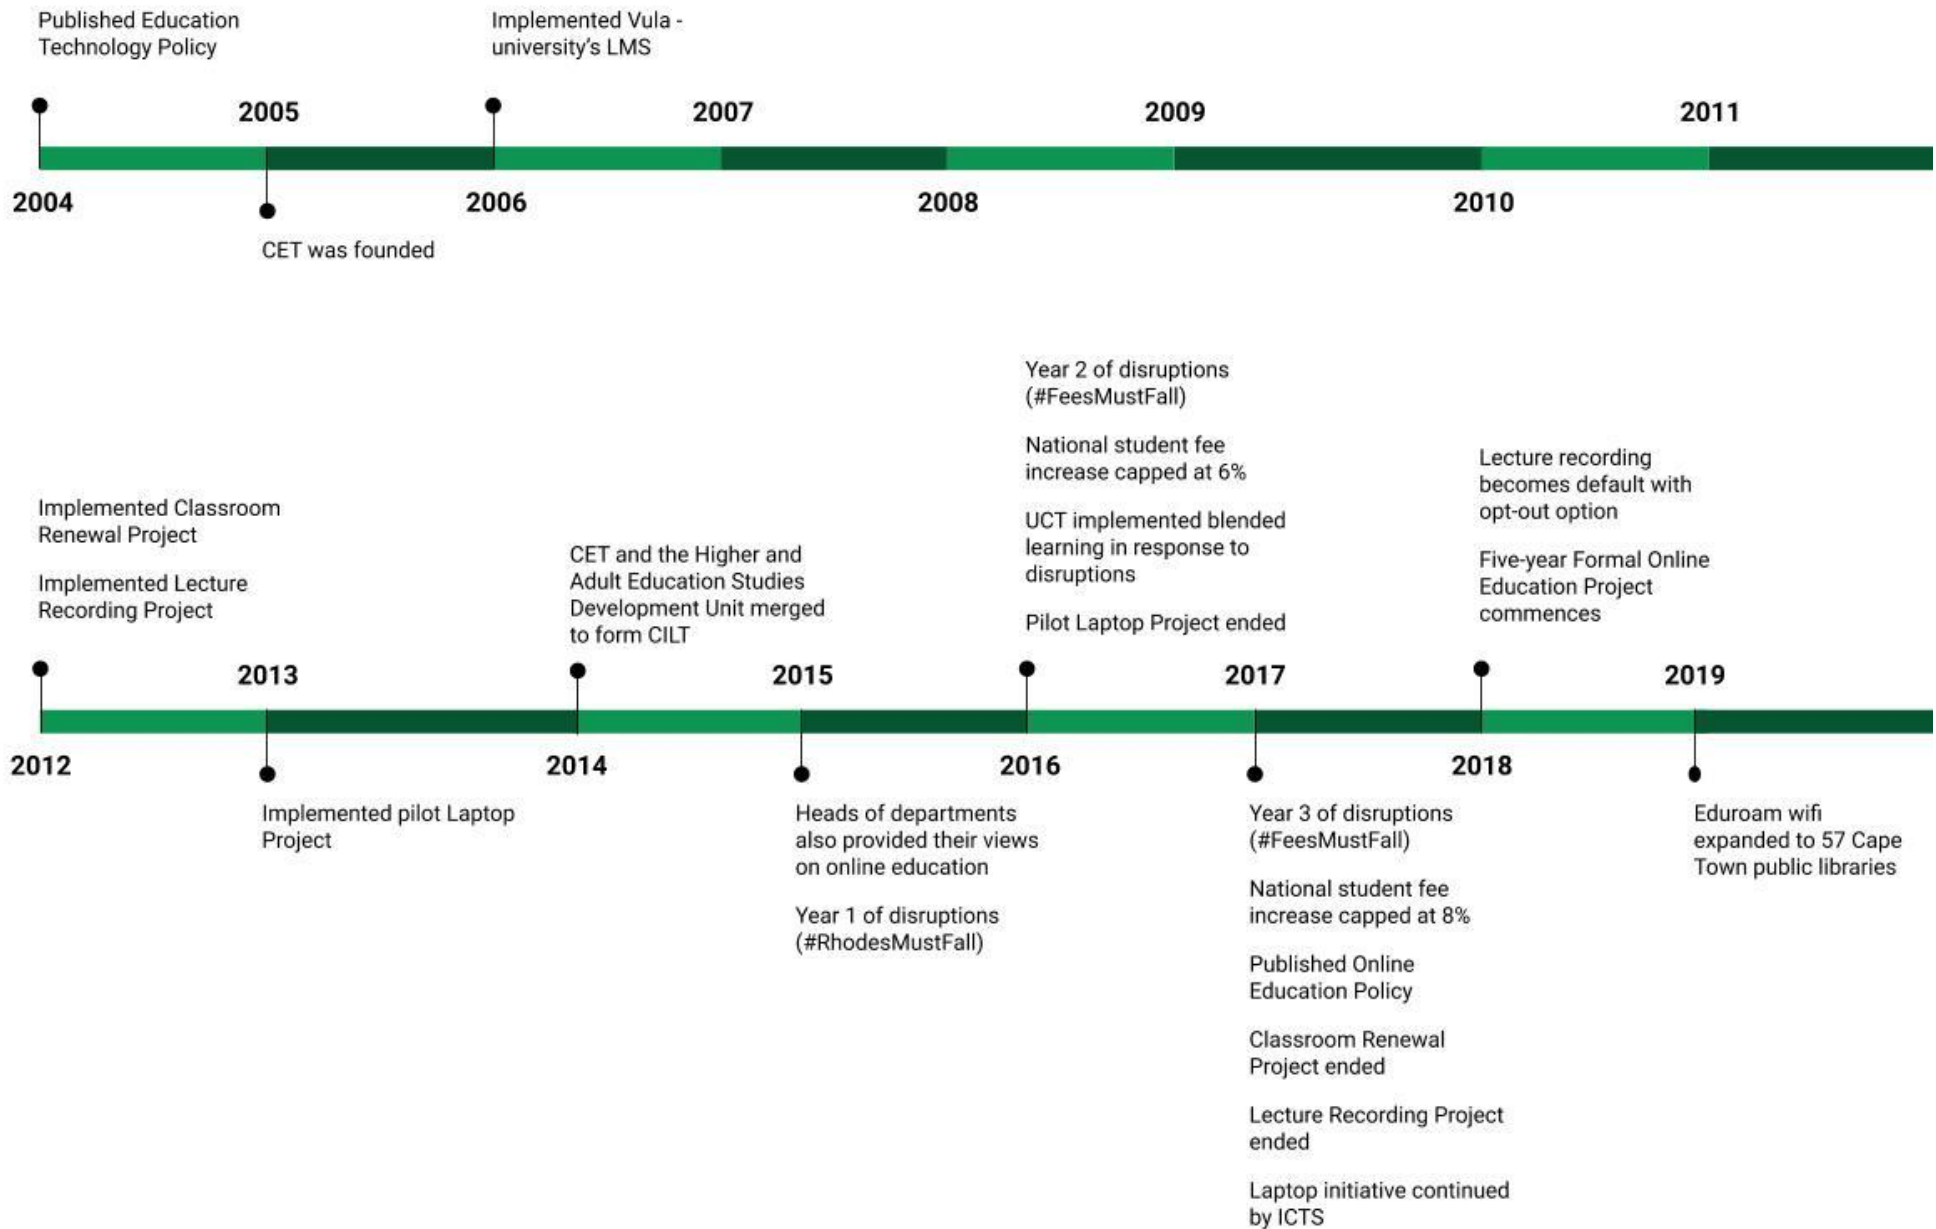 Published Education
Technology Policy
Implemented Vula -
university's LMS
2005
2007
2009
2011
2004
2006
2008
2010
CET was founded
Year 2 of disruptions
(#FeesMustFall)
National student fee
increase capped at 6%
UCT implemented blended
learning in response to
disruptions
Pilot Laptop Project ended
Lecture recording
becomes default with
opt-out option
Five-year Formal Online
Education Project
commences
Implemented Classroom
Renewal Project
Implemented Lecture
Recording Project
CET and the Higher and
Adult Education Studies
Development Unit merged
to form CILT
2013
2015
2017
2019
2012
2014
2016
2018
Implemented pilot Laptop
Project
Heads of departments
also provided their views
on online education
Year 1 of disruptions
(#RhodesMustFall)
Year 3 of disruptions
(#FeesMustFall)
National student fee
increase capped at 8%
Published Online
Education Policy
Classroom Renewal
Project ended
Lecture Recording Project
ended
Laptop initiative continued
by ICTS
Eduroam wifi
expanded to 57 Cape
Town public libraries